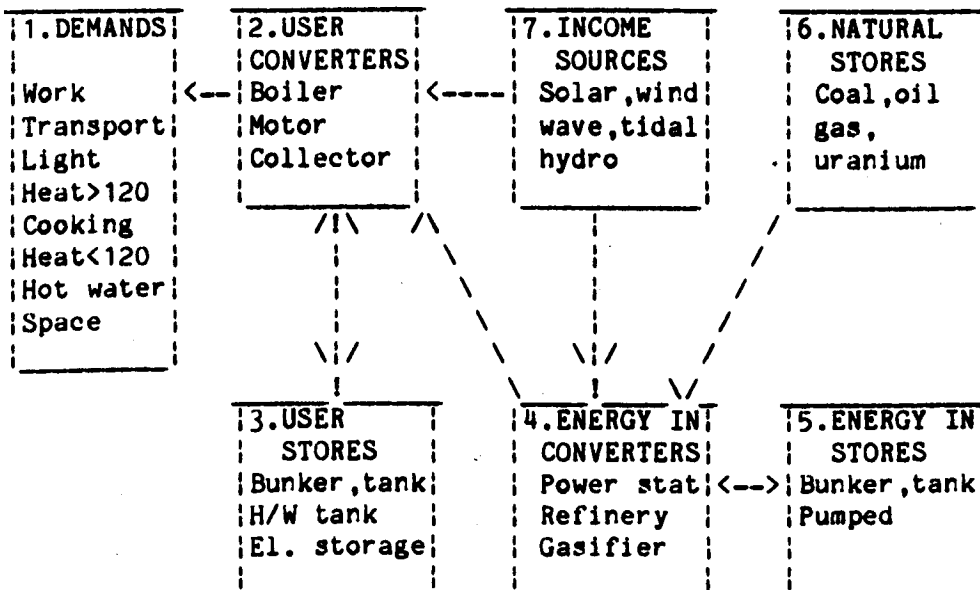 1.DEMANDS
Work
Transport
Light
Heat>120
Cooking
Heat<120
Hot water
Space
2.USER
CONVERTERS
Boiler
Motor
Collector
7.INCOME
SOURCES
Solar,wind
wave,tidal
hydro
6.NATURAL
STORES
Coal,oil
gas,
uranium
3.USER
STORES
Bunker,tank
H/W tank
El. storage
4.ENERGY IN
CONVERTERS
Power stat
Refinery
Gasifier
5.ENERGY IN
STORES
Bunker,tank
Pumped